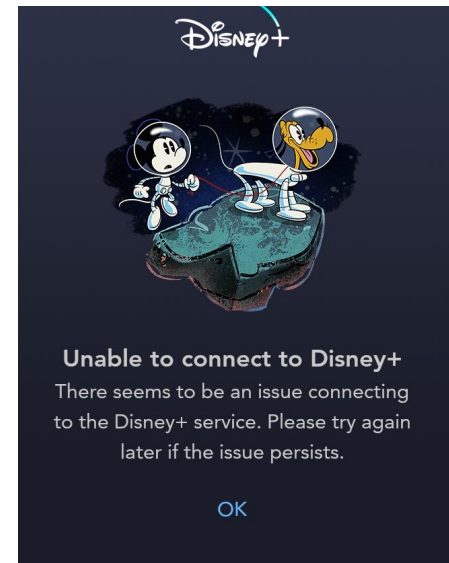 Disney+
Unable to connect to Disney+
There seems to be an issue connecting
to the Disney+ service. Please try again
later if the issue persists.
OK